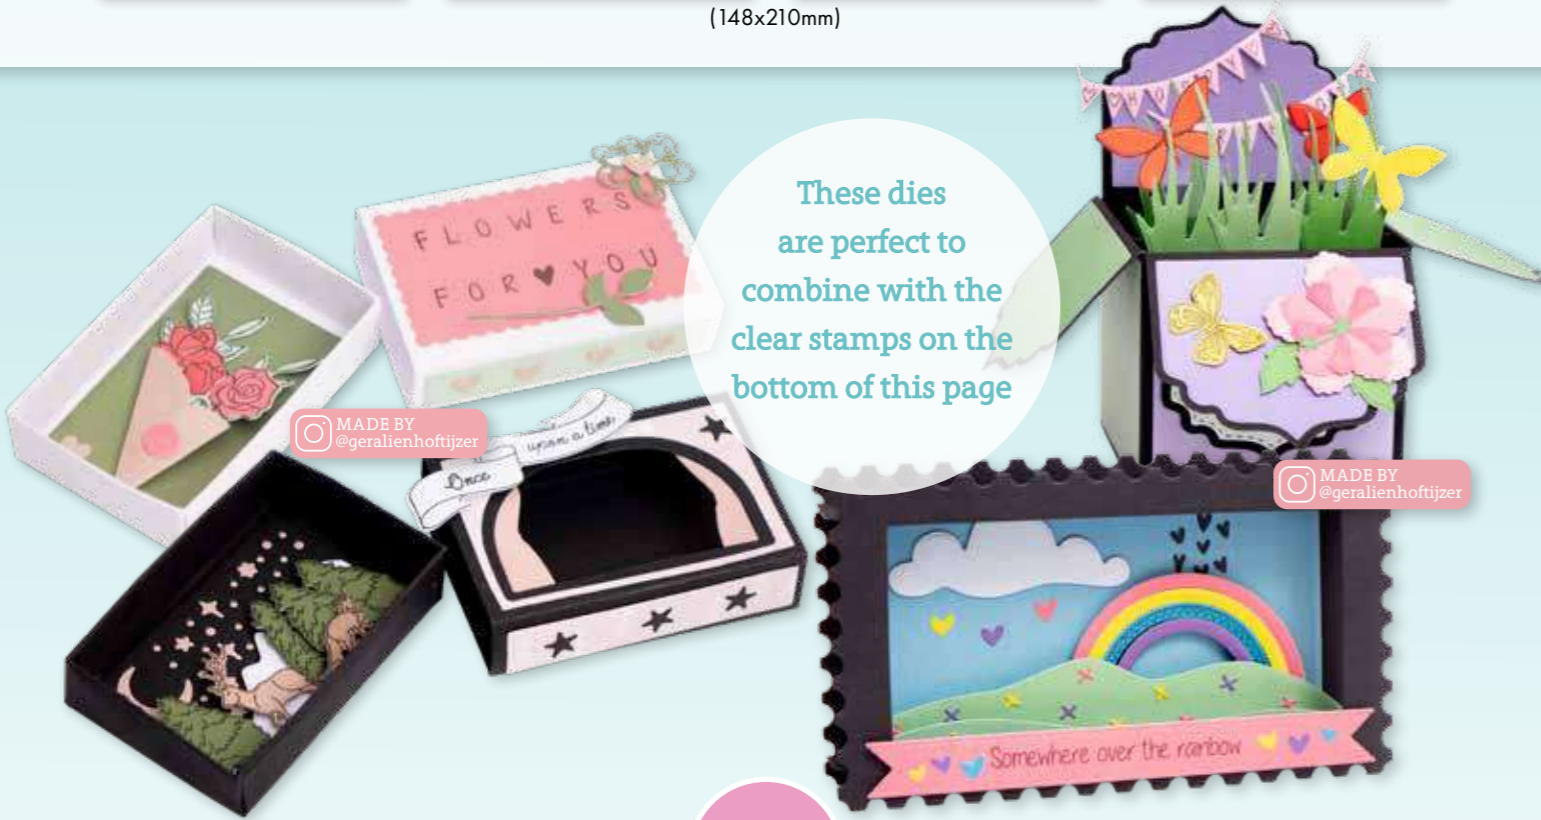 (148x210mm)
FLOWERS
FOR♥YOU
These dies
are perfect to
combine with the
clear stamps on the
bottom of this page
MADE BY
@geralienhoftijzer
Once
upon a time
MADE BY
@geralienhoftijzer
Somewhere over the rainbow